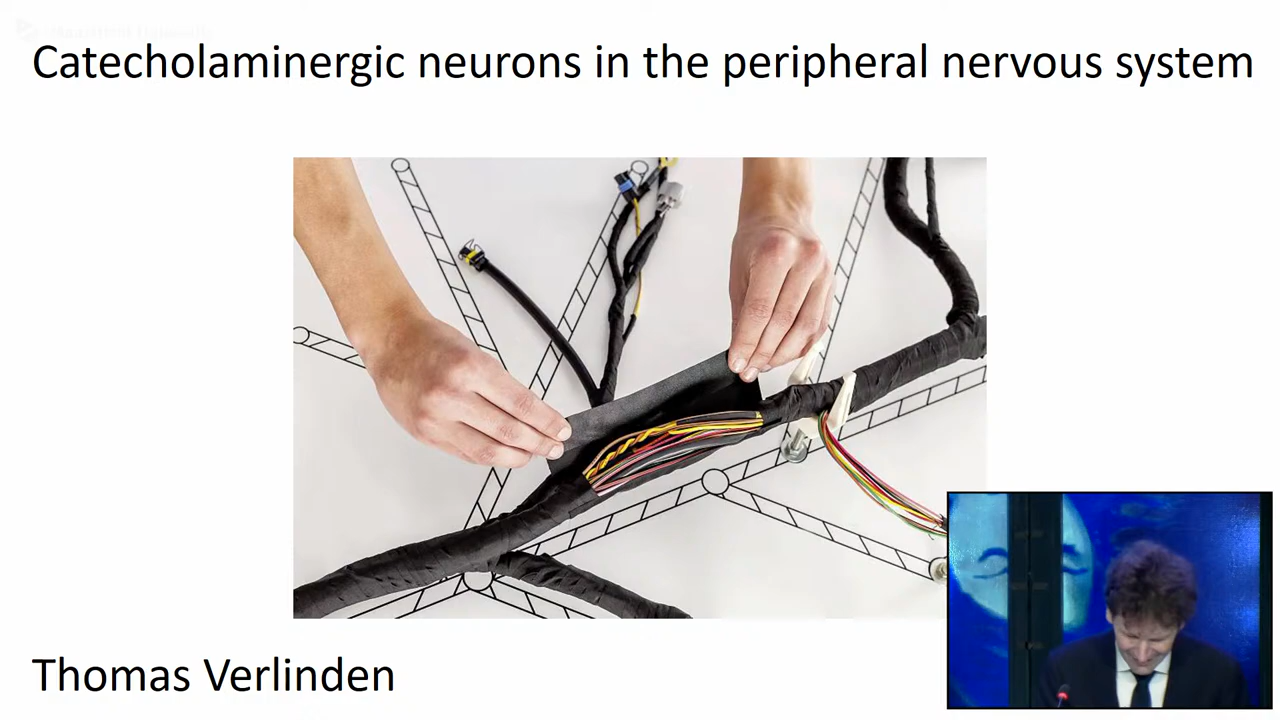 Catecholaminergic neurons in the peripheral nervous system
Thomas Verlinden